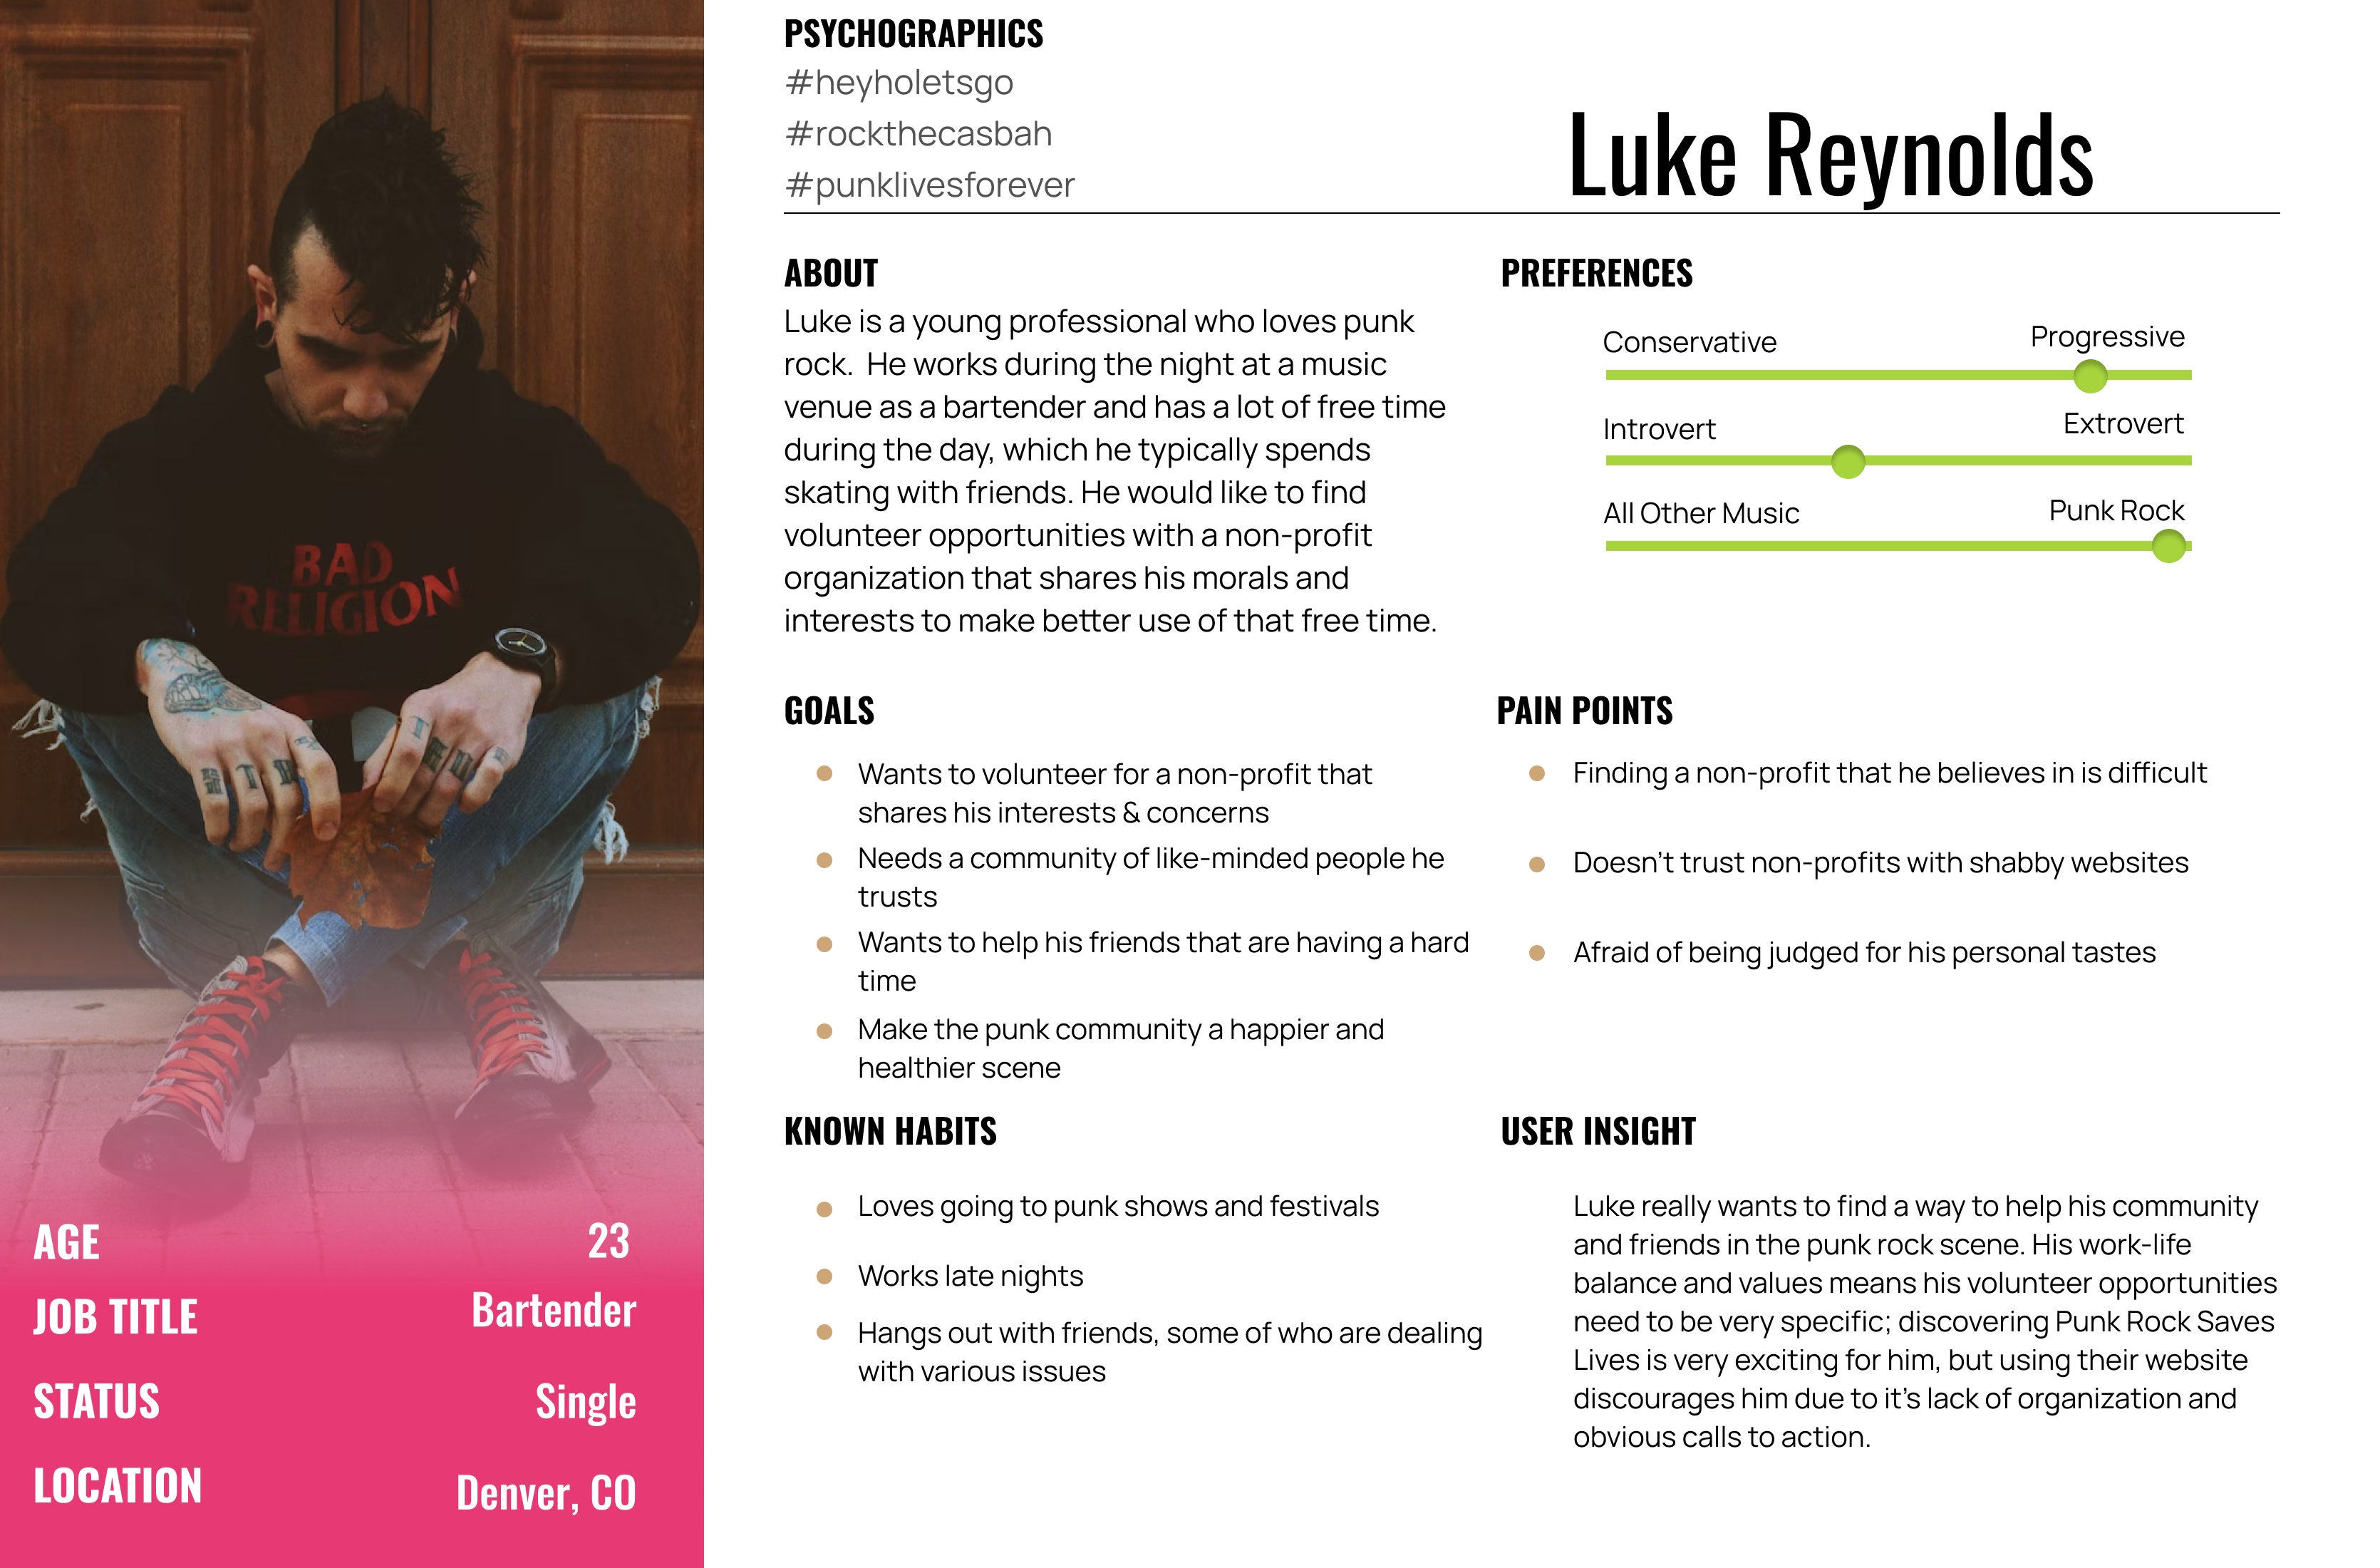 PSYCHOGRAPHICS
#heyholetsgo
#rockthecasbah
#punklivesforever
Luke Reynolds
ABOUT
Luke is a young professional who loves punk
rock.  He works during the night at a music
venue as a bartender and has a lot of free time
during the day, which he typically spends
skating with friends. He would like to find
volunteer opportunities with a non-profit
organization that shares his morals and
interests to make better use of that free time.
PREFERENCES
Conservative Progressive
Introvert Extrovert
All Other Music Punk Rock
GOALS
Wants to volunteer for a non-profit that
shares his interests & concerns
Needs a community of like-minded people he
trusts
Wants to help his friends that are having a hard
time
Make the punk community a happier and
healthier scene
PAIN POINTS
Finding a non-profit that he believes in is difficult
Doesn’t trust non-profits with shabby websites
Afraid of being judged for his personal tastes
KNOWN HABITS
Loves going to punk shows and festivals
Works late nights
Hangs out with friends, some of who are dealing
with various issues
USER INSIGHT
Luke really wants to find a way to help his community
and friends in the punk rock scene. His work-life
balance and values means his volunteer opportunities
need to be very specific; discovering Punk Rock Saves
Lives is very exciting for him, but using their website
discourages him due to it’s lack of organization and
obvious calls to action.
BAD
RELIGION
AGE 23
JOB TITLE Bartender
STATUS Single
LOCATION Denver, CO